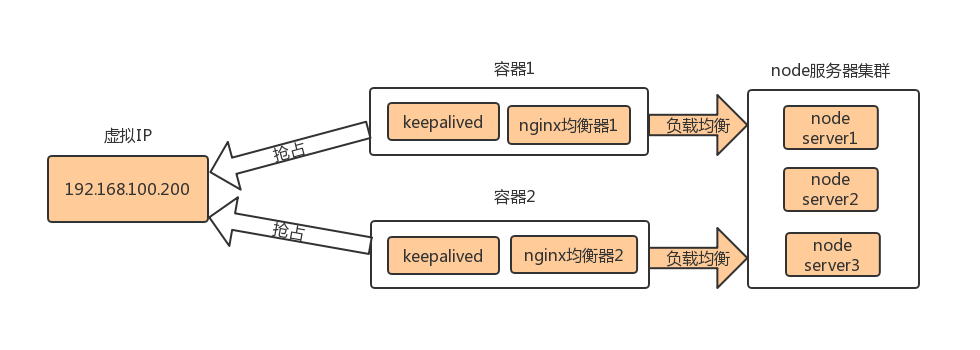 虚拟IP
192.168.100.200
抢占
抢占
容器1
keepalived
nginx均衡器1
容器2
keepalived
nginx均衡器2
负载均衡
负载均衡
node服务器集群
node
server1
node
server2
node
server3